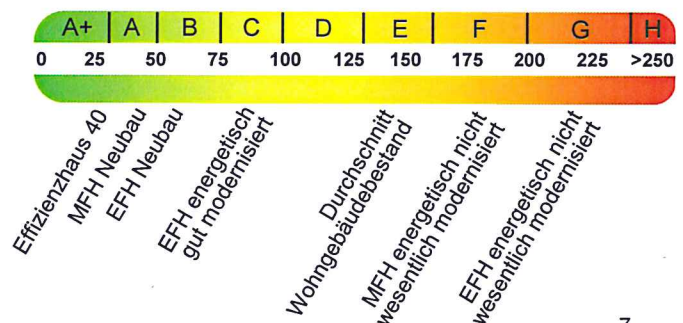 A+ A B C D E F G H
0 25 50 75 100 125 150 175 200 225 >250
Effizienzhaus 40
MFH Neubau
EFH Neubau
EFH energetisch
gut modernisiert
Durchschnitt
Wohngebäudebestand
MFH energetisch nicht
wesentlich modernisiert
EFH energetisch nicht
wesentlich modernisiert